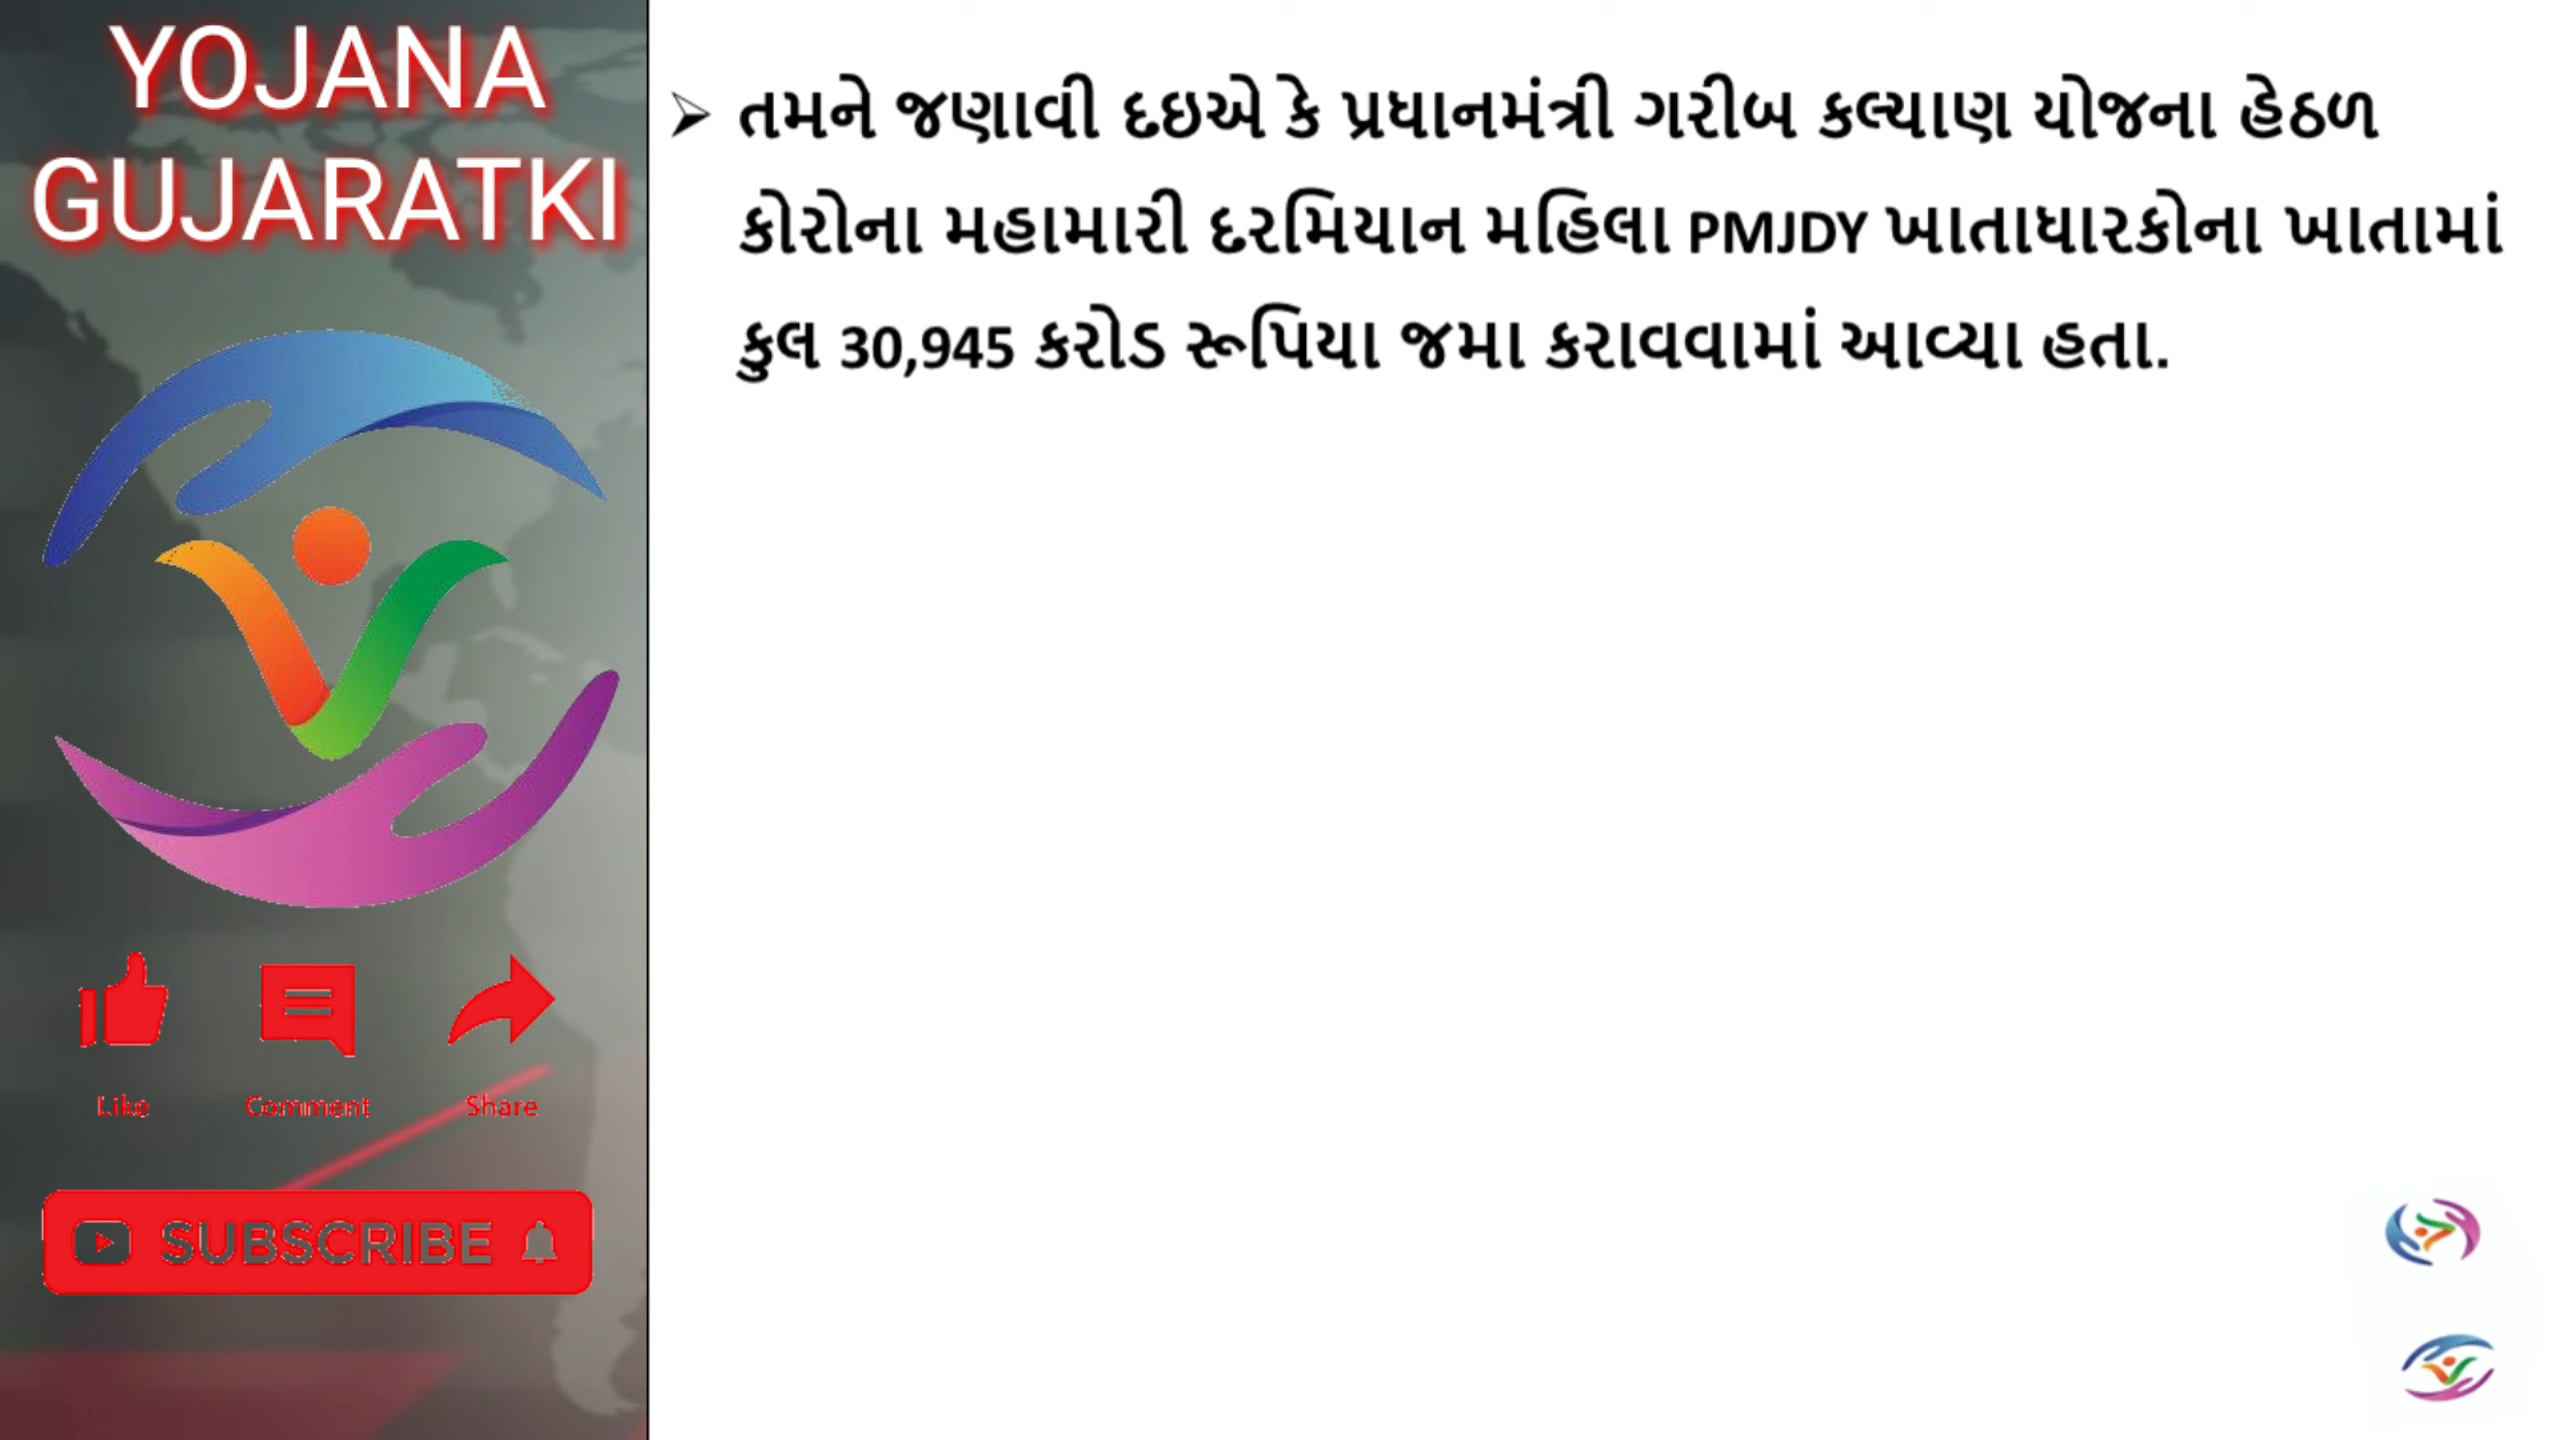 YOJANA
GUJARATKI
➢ તમને જણાવી દઇએ કે પ્રધાનમંત્રી ગરીબ કલ્યાણ યોજના હેઠળ
કોરોના મહામારી દરમિયાન મહિલા PMJDY ખાતાધારકોના ખાતામાં
કુલ 30,945 કરોડ રૂપિયા જમા કરાવવામાં આવ્યા હતા.
Like Comment Share
SUBSCRIBE